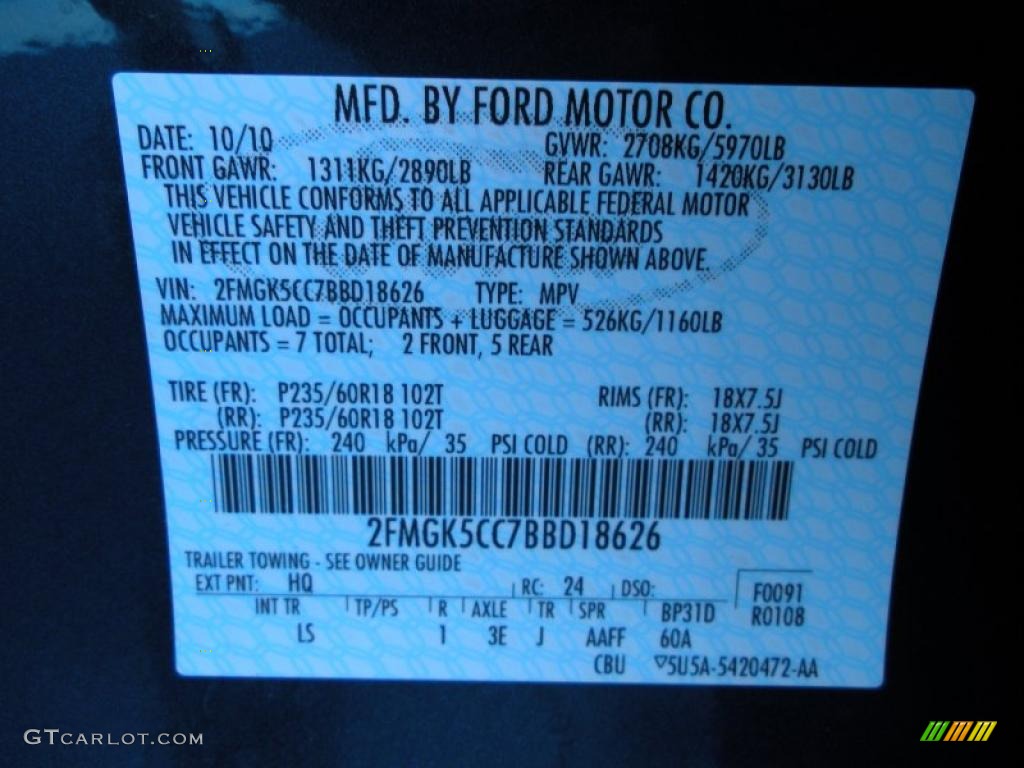 MFD. BY FORD MOTOR CO.
DATE: 10/10 GVWR: 2708KG/5970LB
FRONT GAWR: 1311KG/2890LB REAR GAWR: 1420KG/3130LB
THIS VEHICLE CONFORMS TO ALL APPLICABLE FEDERAL MOTOR
VEHICLE SAFETY AND THEFT PREVENTION STANDARDS
IN EFFECT ON THE DATE OF MANUFACTURE SHOWN ABOVE.
VIN: 2FMGK5CC7BBD18626 TYPE: MPV
MAXIMUM LOAD = OCCUPANTS + LUGGAGE = 526KG/1160LB
OCCUPANTS = 7 TOTAL; 2 FRONT, 5 REAR
TIRE (FR): P235/60R18 102T RIMS (FR): 18X7.5J
(RR): P235/60R18 102T (RR): 18X7.5J
PRESSURE (FR): 240 kPa/ 35 PSI COLD (RR): 240 kPa/ 35 PSI COLD
2FMGK5CC7BBD18626
TRAILER TOWING - SEE OWNER GUIDE
EXT PNT: HQ RC: 24 DSO: F0091
INT TR TP/PS R AXLE TR SPR BP31D R0108
LS 1 3E J AAFF 60A
CBU ▽5U5A-5420472-AA
GTCARLOT.COM